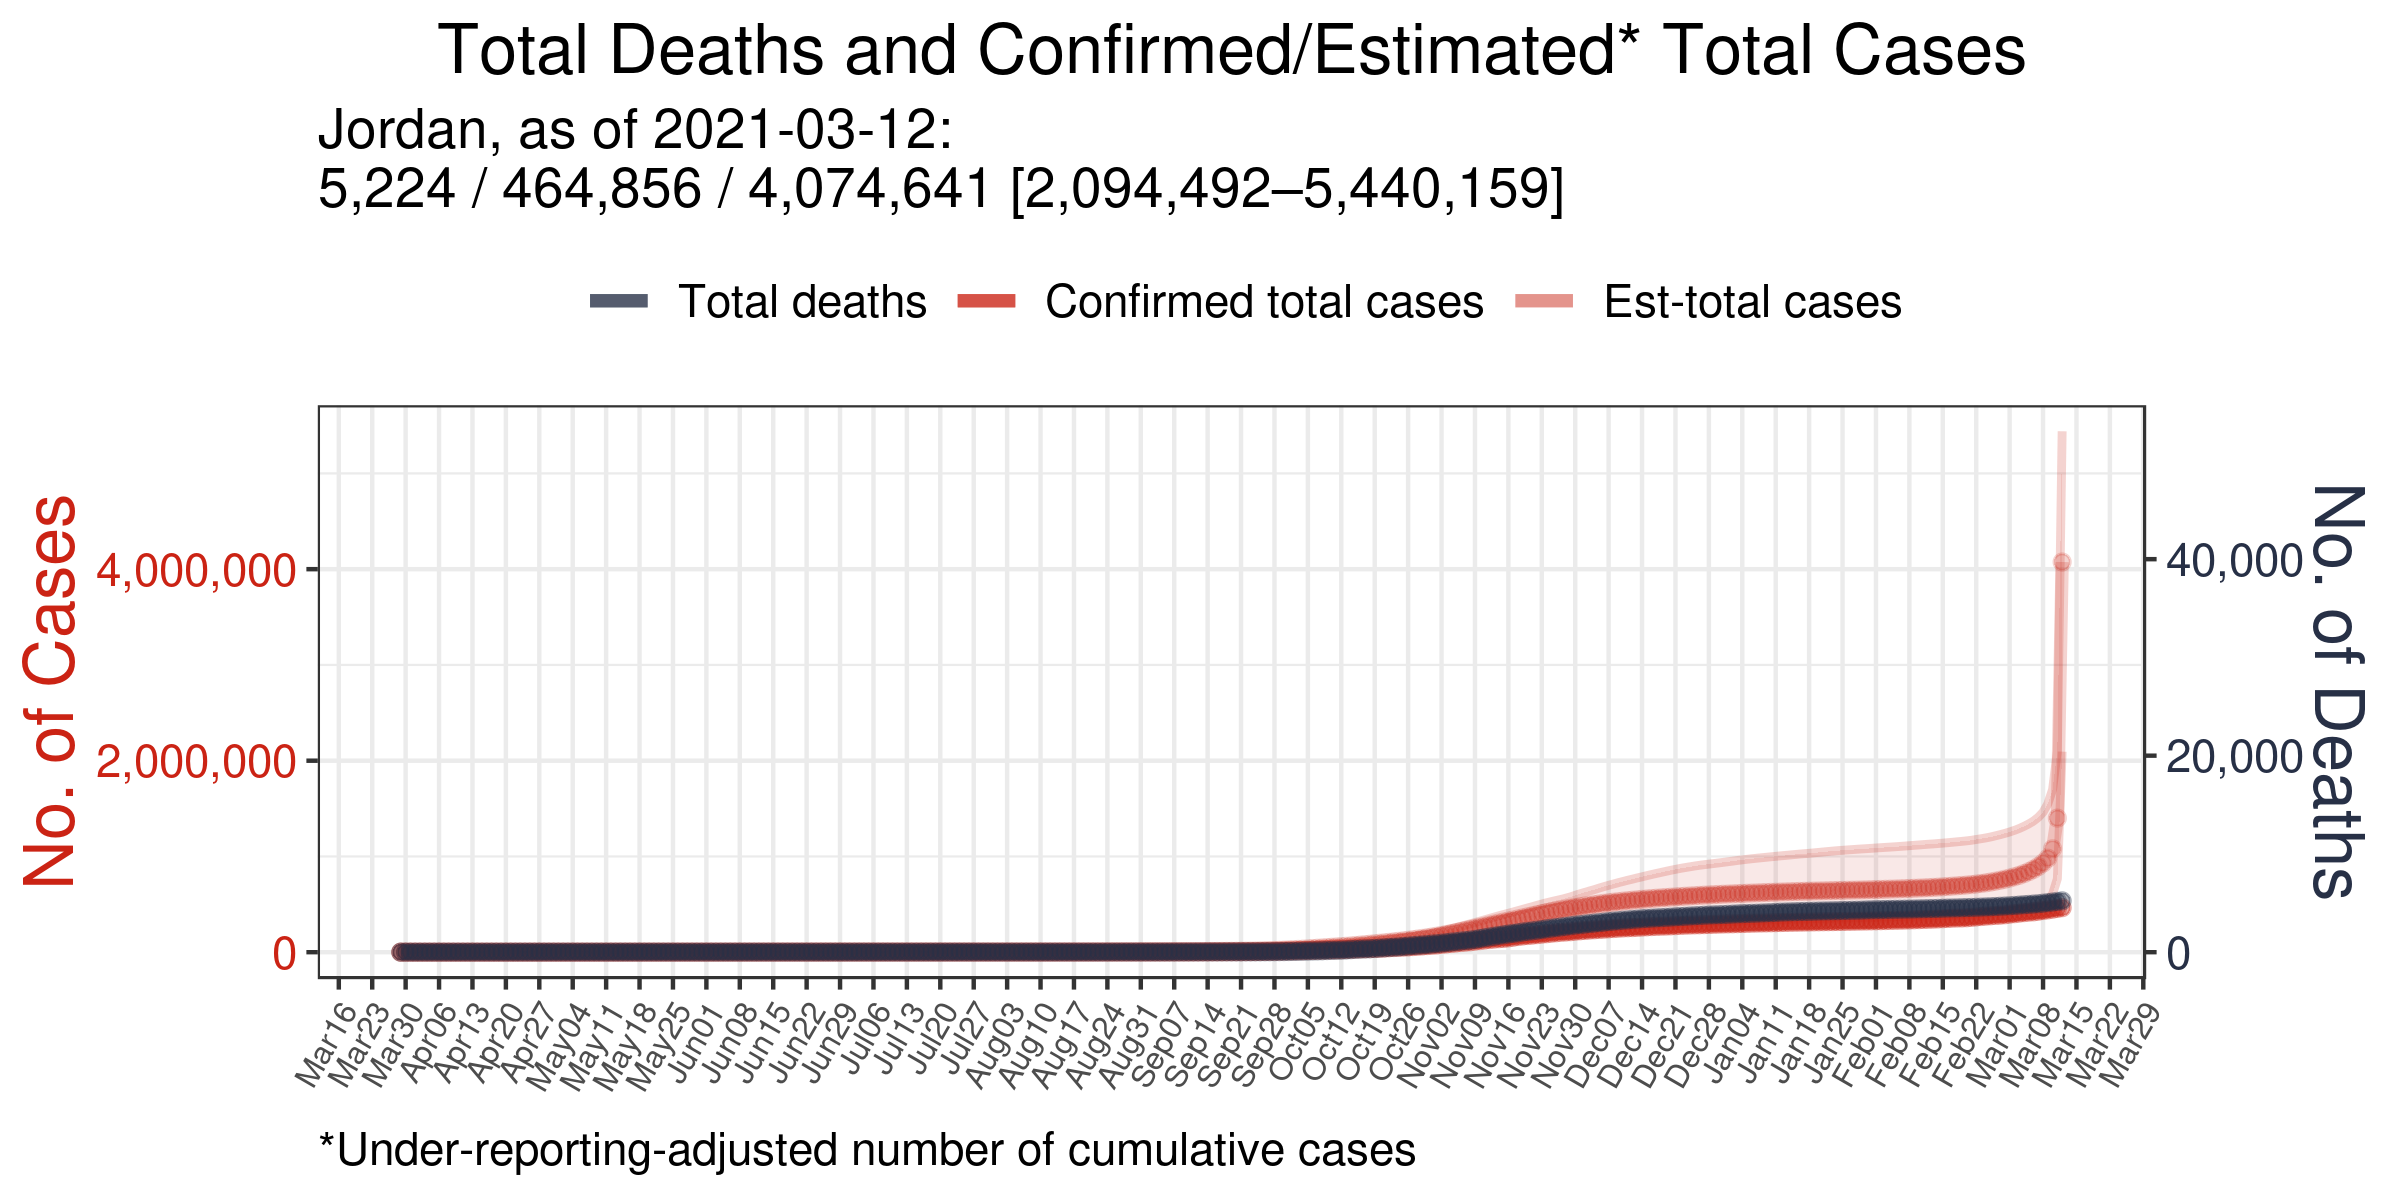 Total Deaths and Confirmed/Estimated* Total Cases
Jordan, as of 2021-03-12:
5,224 / 464,856 / 4,074,641 [2,094,492–5,440,159]
Total deaths
Confirmed total cases
Est-total cases
No. of Cases
4,000,000
2,000,000
0
40,000
20,000
0
No. of Deaths
Mar16
Mar23
Mar30
Apr06
Apr13
Apr20
Apr27
May04
May11
May18
May25
Jun01
Jun08
Jun15
Jun22
Jun29
Jul06
Jul13
Jul20
Jul27
Aug03
Aug10
Aug17
Aug24
Aug31
Sep07
Sep14
Sep21
Sep28
Oct05
Oct12
Oct19
Oct26
Nov02
Nov09
Nov16
Nov23
Nov30
Dec07
Dec14
Dec21
Dec28
Jan04
Jan11
Jan18
Jan25
Feb01
Feb08
Feb15
Feb22
Mar01
Mar08
Mar15
Mar22
Mar29
*Under-reporting-adjusted number of cumulative cases